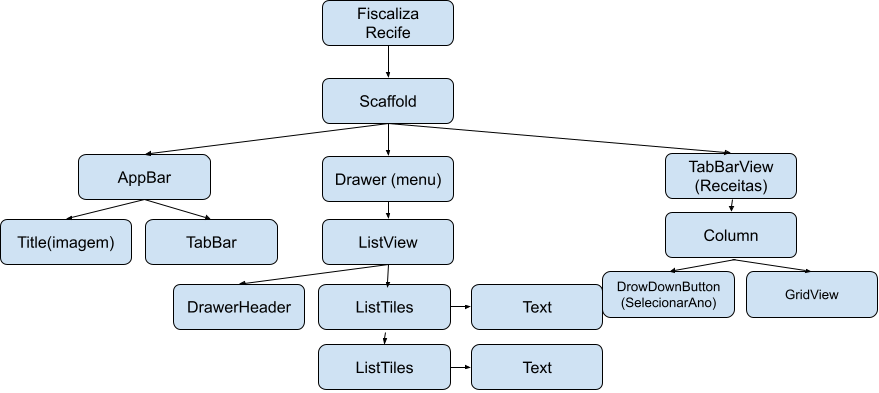 Fiscaliza
Recife
Scaffold
AppBar
Drawer (menu)
TabBarView
(Receitas)
Title(imagem)
TabBar
ListView
Column
DrawerHeader
ListTiles
Text
DrowDownButton
(SelecionarAno)
GridView
ListTiles
Text